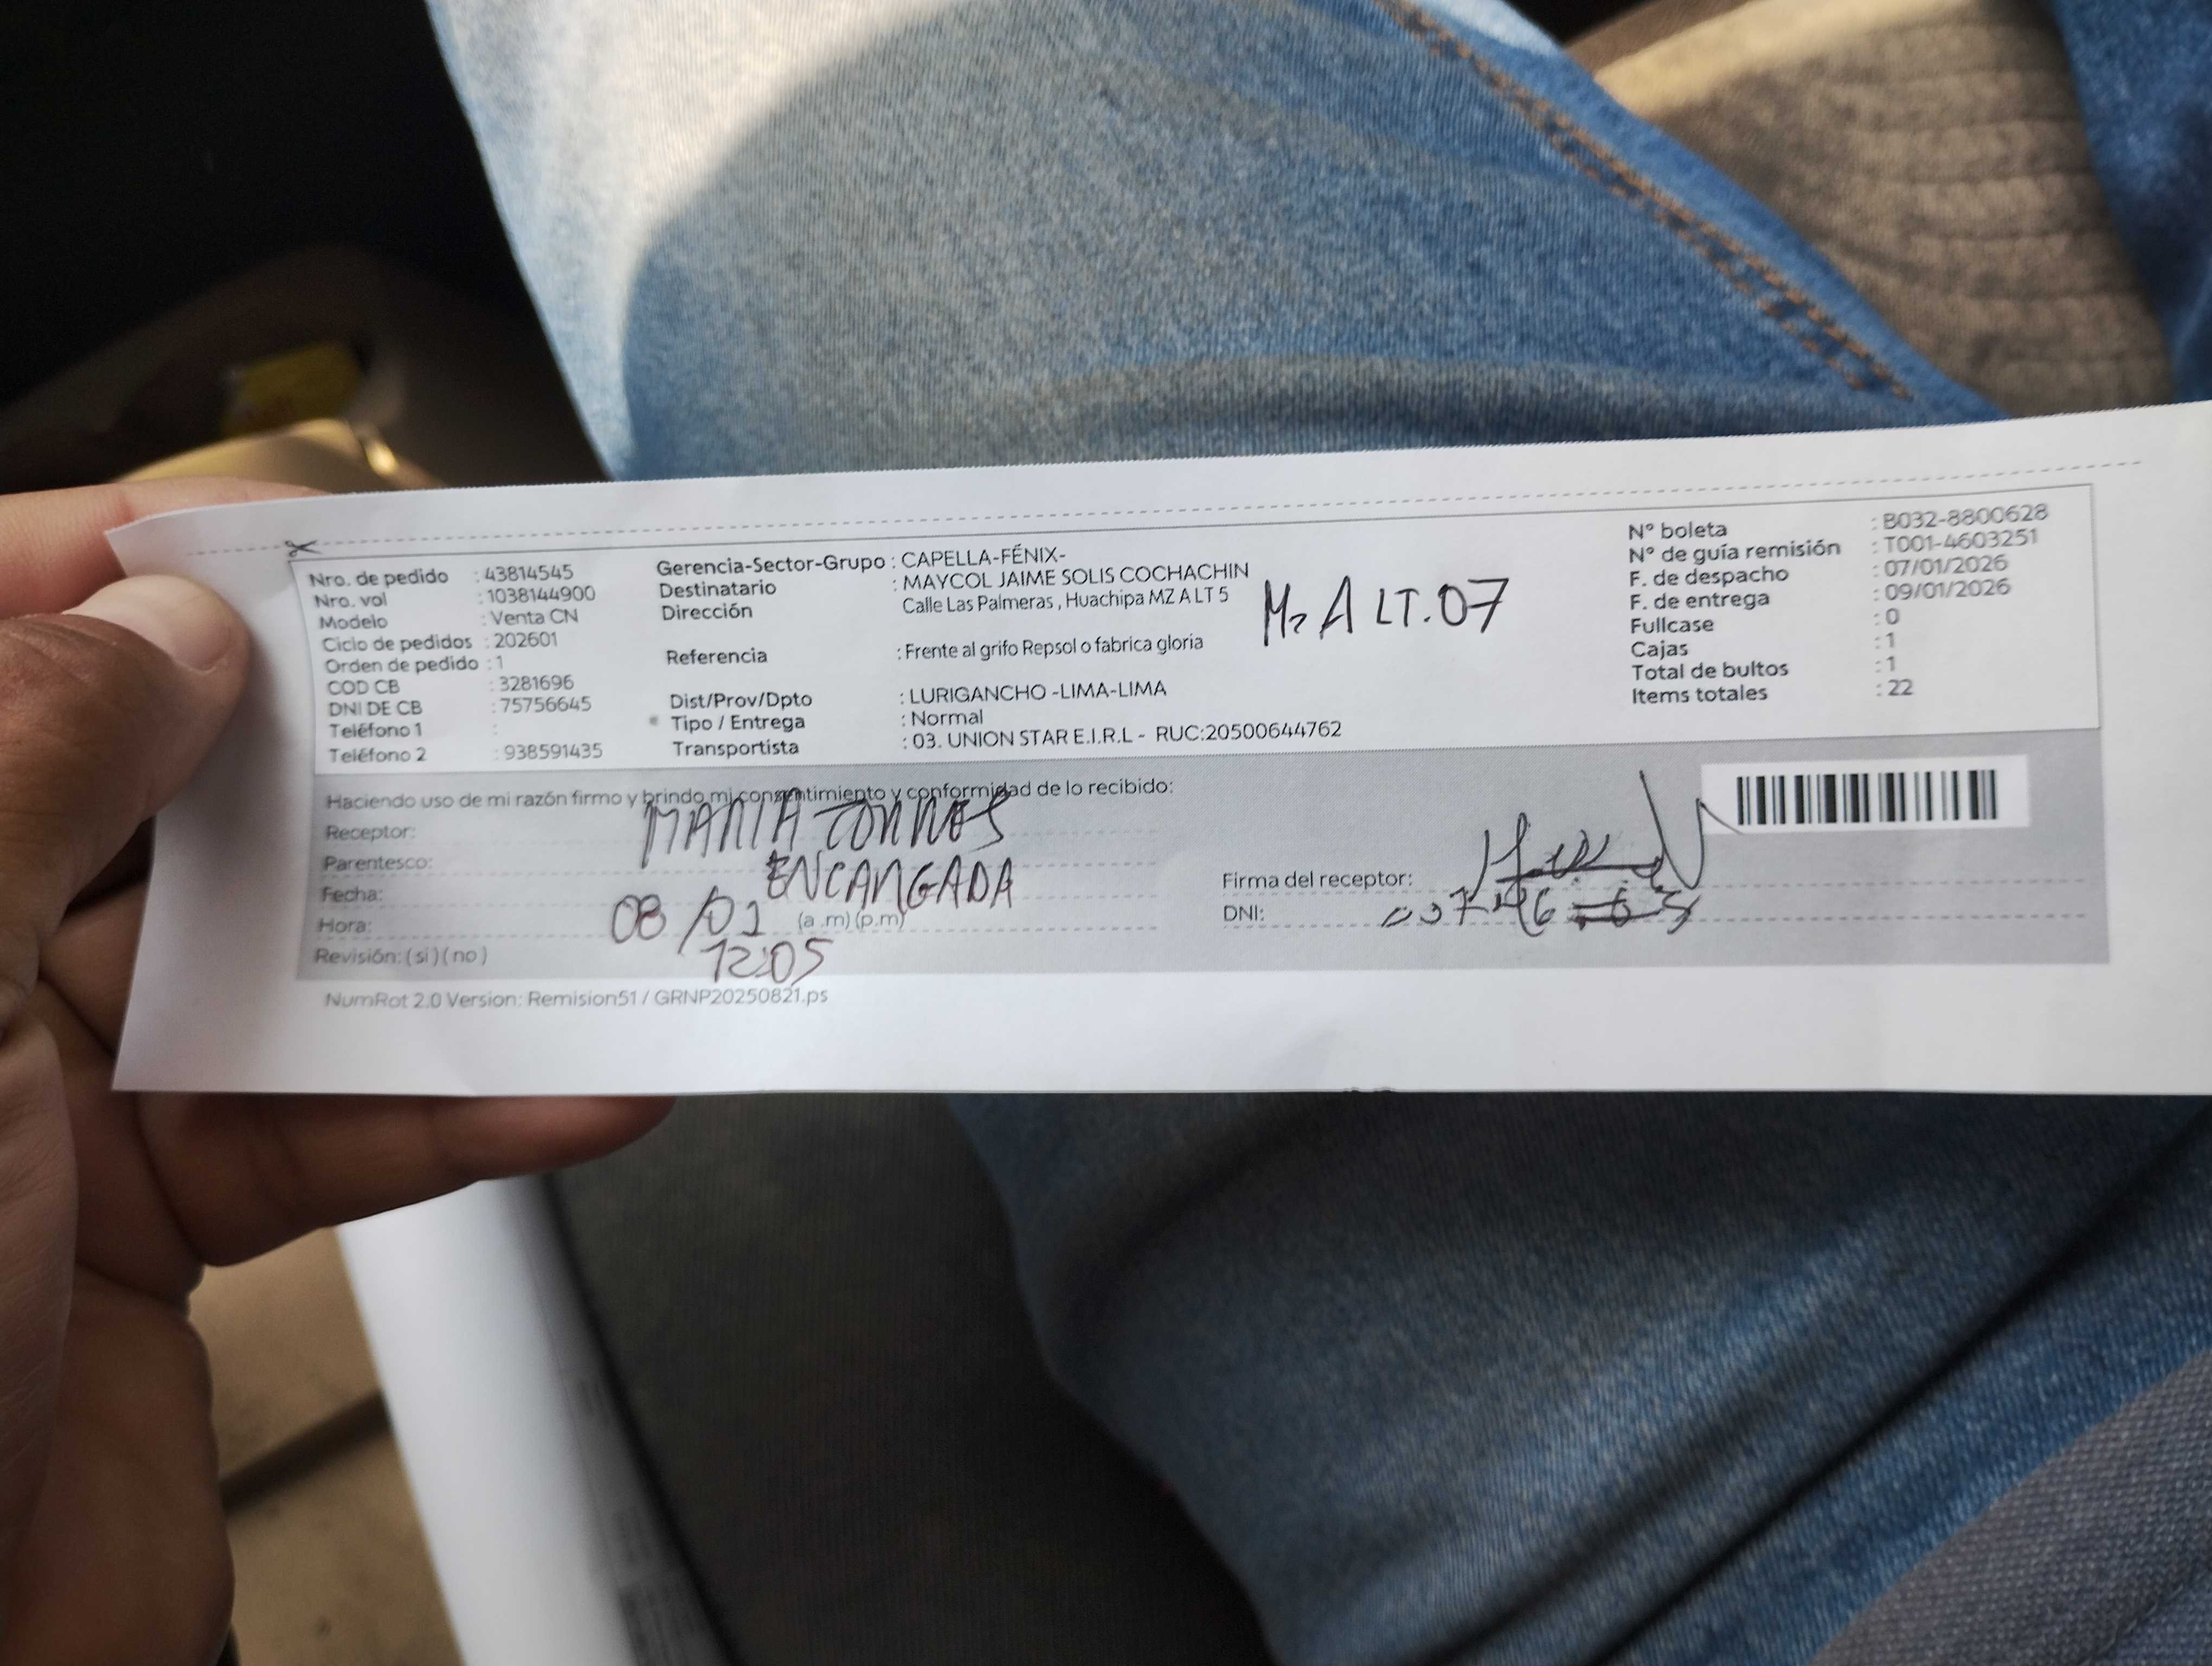 Nro. de pedido : 43814545
Nro. vol : 1038144900
Modelo : Venta CN
Ciclo de pedidos : 202601
Orden de pedido : 1
COD CB : 3281696
DNI DE CB : 75756645
Teléfono 1 :
Teléfono 2 : 938591435
Gerencia-Sector-Grupo : CAPELLA-FÉNIX-
Destinatario : MAYCOL JAIME SOLIS COCHACHIN
Dirección Calle Las Palmeras , Huachipa MZ A LT 5
Mz A LT.07
Referencia : Frente al grifo Repsol o fabrica gloria
Dist/Prov/Dpto : LURIGANCHO -LIMA-LIMA
Tipo / Entrega : Normal
Transportista : 03. UNION STAR E.I.R.L - RUC:20500644762
Nº boleta : B032-8800628
Nº de guía remisión : T001-4603251
F. de despacho : 07/01/2026
F. de entrega : 09/01/2026
Fullcase : 0
Cajas : 1
Total de bultos : 1
Items totales : 22
Haciendo uso de mi razón firmo y brindo mi consentimiento y conformidad de lo recibido:
Receptor: MARIA TORRES
Parentesco: ENCARGADA
Fecha: 08/01
Hora: (a .m) (p.m) 12:05
Revisión: ( si ) ( no )
Firma del receptor:
DNI:
NumRot 2.0 Version: Remision51 / GRNP20250821.ps